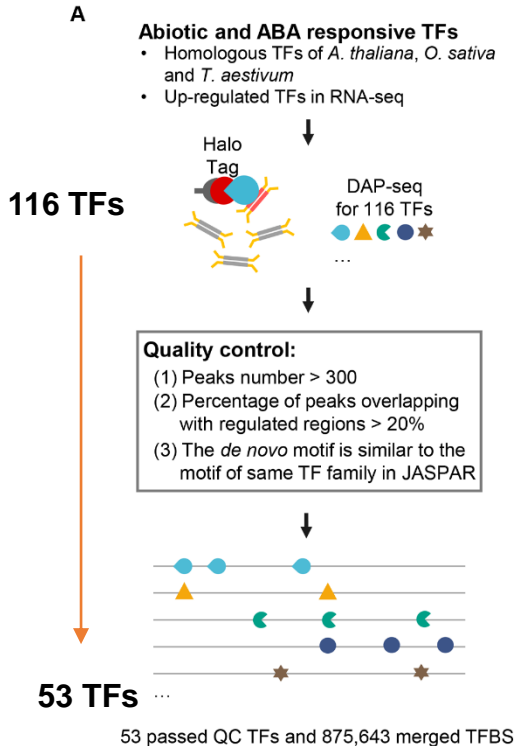 A
Abiotic and ABA responsive TFs
• Homologous TFs of A. thaliana, O. sativa
and T. aestivum
• Up-regulated TFs in RNA-seq
Halo
Tag
116 TFs
DAP-seq
for 116 TFs
...
Quality control:
(1) Peaks number > 300
(2) Percentage of peaks overlapping
with regulated regions > 20%
(3) The de novo motif is similar to the
motif of same TF family in JASPAR
53 TFs
...
53 passed QC TFs and 875,643 merged TFBS